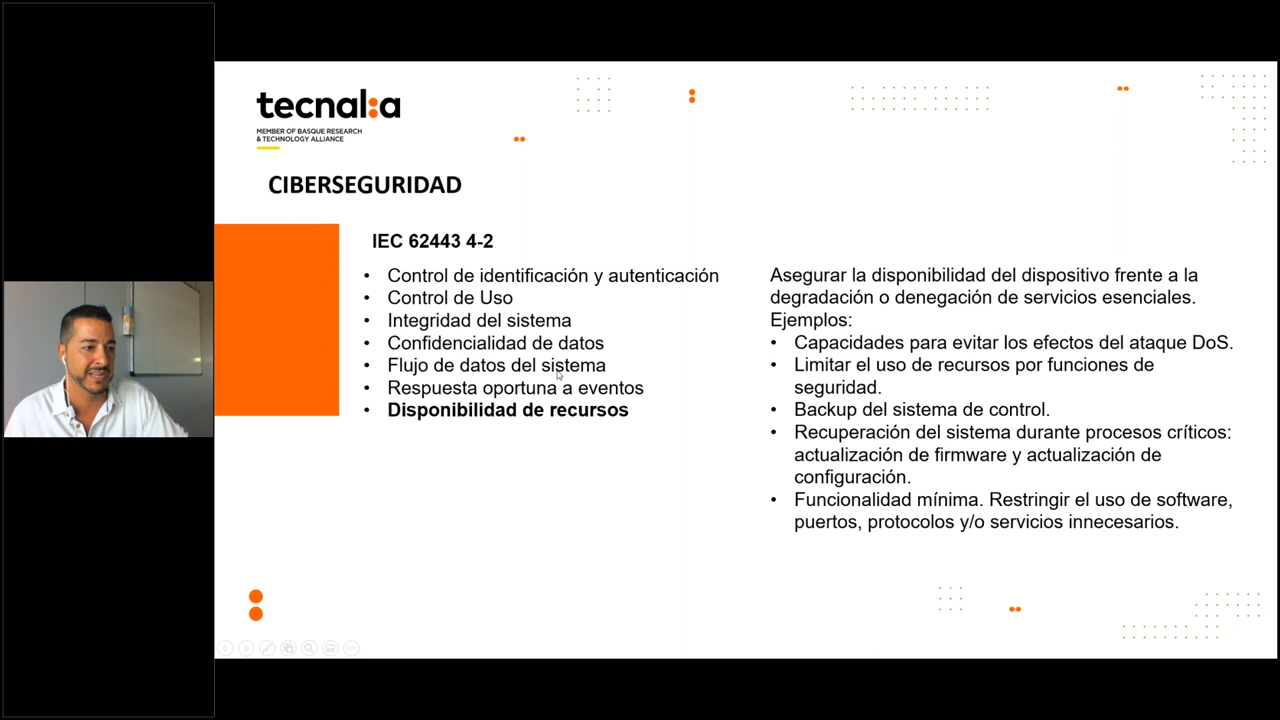 tecnalia
MEMBER OF BASQUE RESEARCH
& TECHNOLOGY ALLIANCE
CIBERSEGURIDAD
IEC 62443 4-2
• Control de identificación y autenticación
• Control de Uso
• Integridad del sistema
• Confidencialidad de datos
• Flujo de datos del sistema
• Respuesta oportuna a eventos
• Disponibilidad de recursos
Asegurar la disponibilidad del dispositivo frente a la
degradación o denegación de servicios esenciales.
Ejemplos:
• Capacidades para evitar los efectos del ataque DoS.
• Limitar el uso de recursos por funciones de
seguridad.
• Backup del sistema de control.
• Recuperación del sistema durante procesos críticos:
actualización de firmware y actualización de
configuración.
• Funcionalidad mínima. Restringir el uso de software,
puertos, protocolos y/o servicios innecesarios.